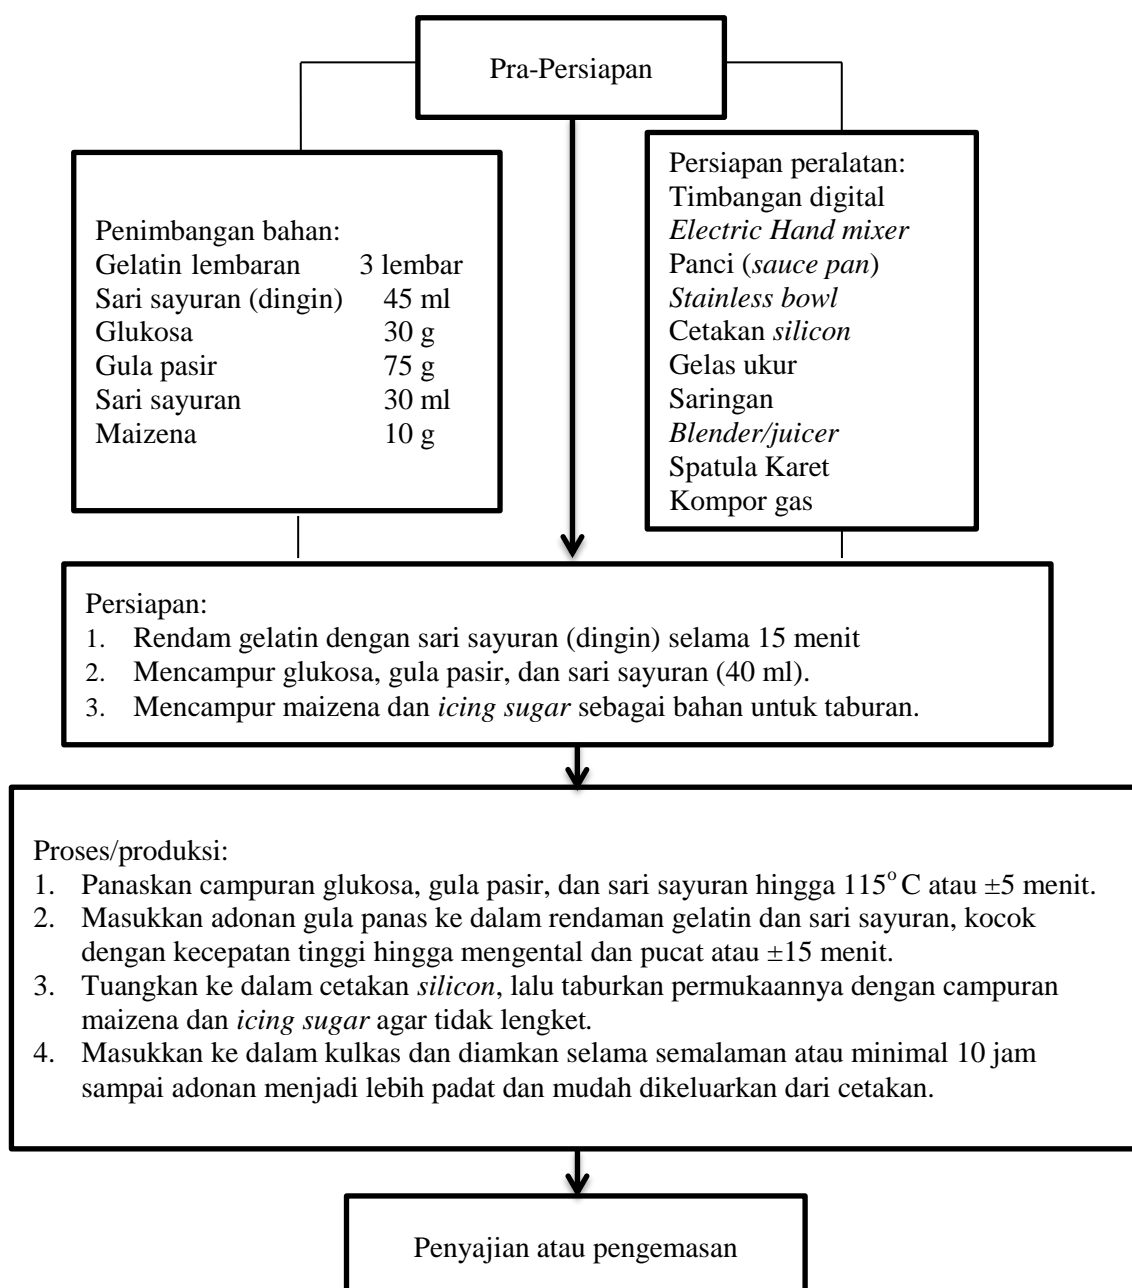 Pra-Persiapan
Penimbangan bahan:
Gelatin lembaran 3 lembar
Sari sayuran (dingin) 45 ml
Glukosa 30 g
Gula pasir 75 g
Sari sayuran 30 ml
Maizena 10 g
Persiapan peralatan:
Timbangan digital
Electric Hand mixer
Panci (sauce pan)
Stainless bowl
Cetakan silicon
Gelas ukur
Saringan
Blender/juicer
Spatula Karet
Kompor gas
Persiapan:
1. Rendam gelatin dengan sari sayuran (dingin) selama 15 menit
2. Mencampur glukosa, gula pasir, dan sari sayuran (40 ml).
3. Mencampur maizena dan icing sugar sebagai bahan untuk taburan.
Proses/produksi:
1. Panaskan campuran glukosa, gula pasir, dan sari sayuran hingga 115° C atau ±5 menit.
2. Masukkan adonan gula panas ke dalam rendaman gelatin dan sari sayuran, kocok
dengan kecepatan tinggi hingga mengental dan pucat atau ±15 menit.
3. Tuangkan ke dalam cetakan silicon, lalu taburkan permukaannya dengan campuran
maizena dan icing sugar agar tidak lengket.
4. Masukkan ke dalam kulkas dan diamkan selama semalaman atau minimal 10 jam
sampai adonan menjadi lebih padat dan mudah dikeluarkan dari cetakan.
Penyajian atau pengemasan